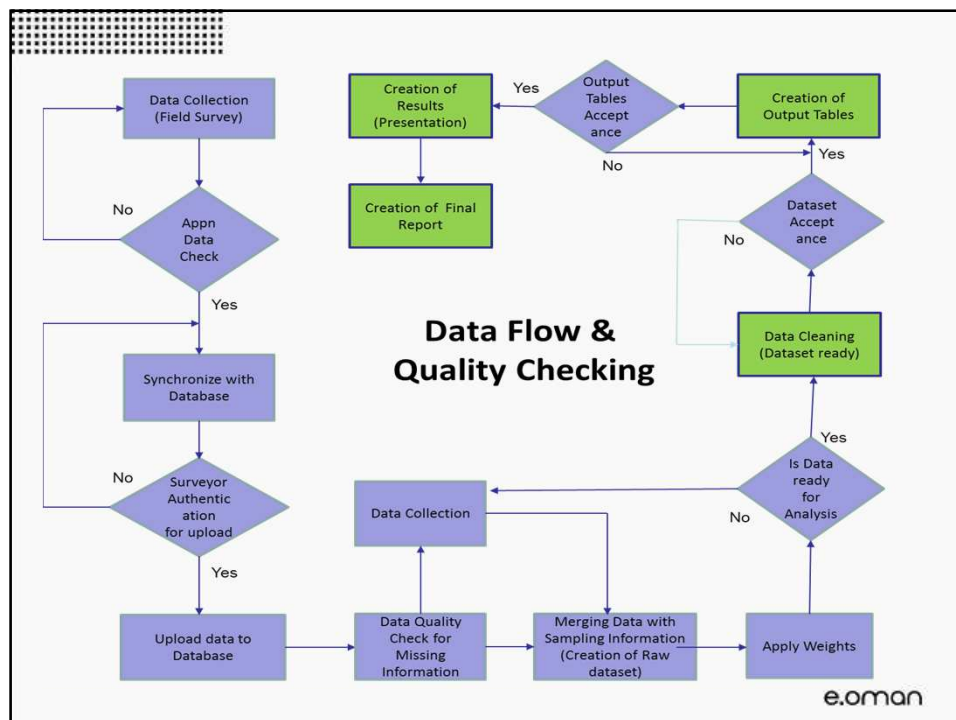 Data Collection
(Field Survey)
No
Appn
Data
Check
Yes
Synchronize with
Database
No
Surveyor
Authentic
ation
for upload
Yes
Upload data to
Database
Data Quality
Check for
Missing
Information
Data Collection
Merging Data with
Sampling Information
(Creation of Raw
dataset)
Apply Weights
Is Data
ready
for
Analysis
No
Yes
Data Cleaning
(Dataset ready)
Dataset
Accept
ance
No
Yes
Creation of
Output Tables
Output
Tables
Accept
ance
No
Yes
Creation of
Results
(Presentation)
Creation of  Final
Report
Data Flow &
Quality Checking
e.oman